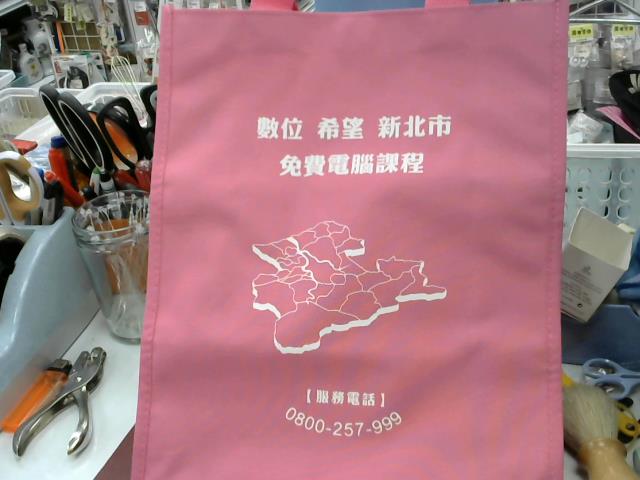 數位 希望 新北市
免費電腦課程
【服務電話】
0800-257-999